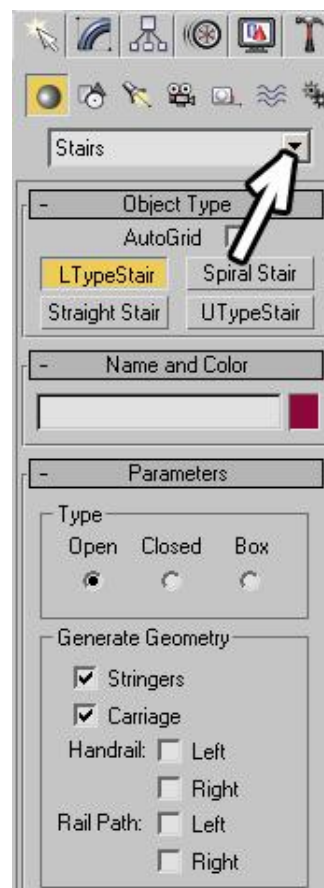 Stairs
- Object Type
AutoGrid
LTypeStair Spiral Stair
Straight Stair UTypeStair
- Name and Color
- Parameters
Type
Open Closed Box
Generate Geometry
Stringers
Carriage
Handrail: Left
Right
Rail Path: Left
Right